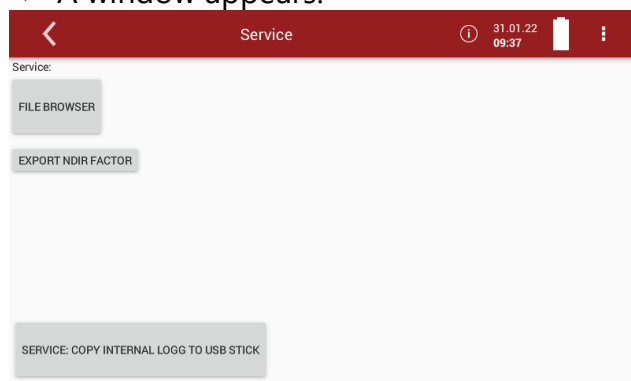 A window appears.
Service
31.01.22
09:37
Service:
FILE BROWSER
EXPORT NDIR FACTOR
SERVICE: COPY INTERNAL LOGG TO USB STICK